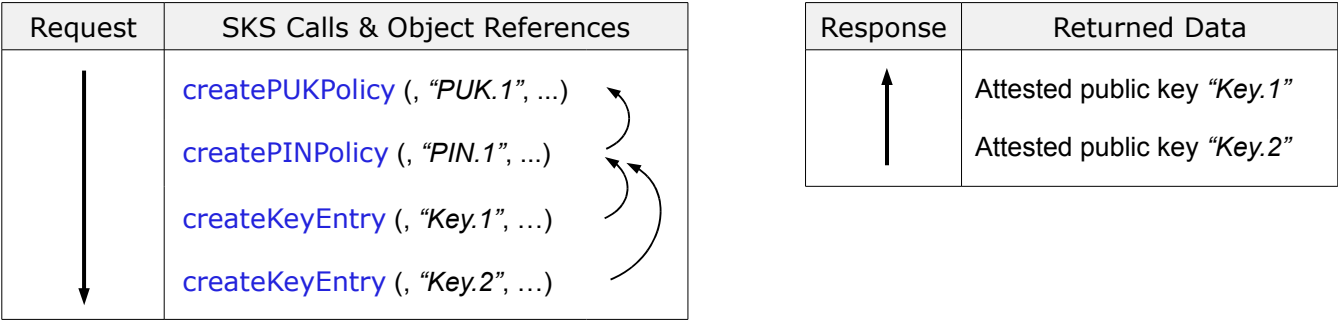 Request SKS Calls & Object References
createPUKPolicy (, “PUK.1”, ...)
createPINPolicy (, “PIN.1”, ...)
createKeyEntry (, “Key.1”, …)
createKeyEntry (, “Key.2”, …)
Response Returned Data
Attested public key “Key.1”
Attested public key “Key.2”